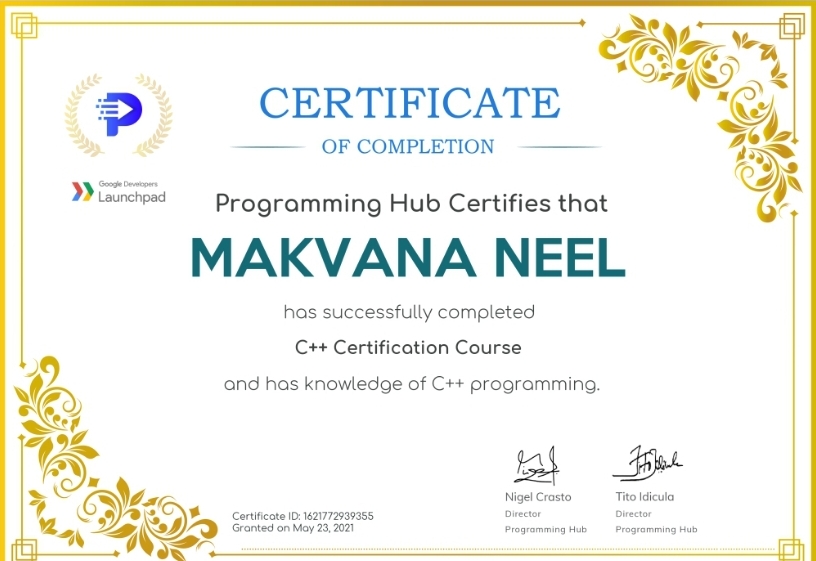 CERTIFICATE
OF COMPLETION
Google Developers
Launchpad
Programming Hub Certifies that
MAKVANA NEEL
has successfully completed
C++ Certification Course
and has knowledge of C++ programming.
Nigel Crasto
Director
Programming Hub
Tito Idicula
Director
Programming Hub
Certificate ID: 1621772939355
Granted on May 23, 2021